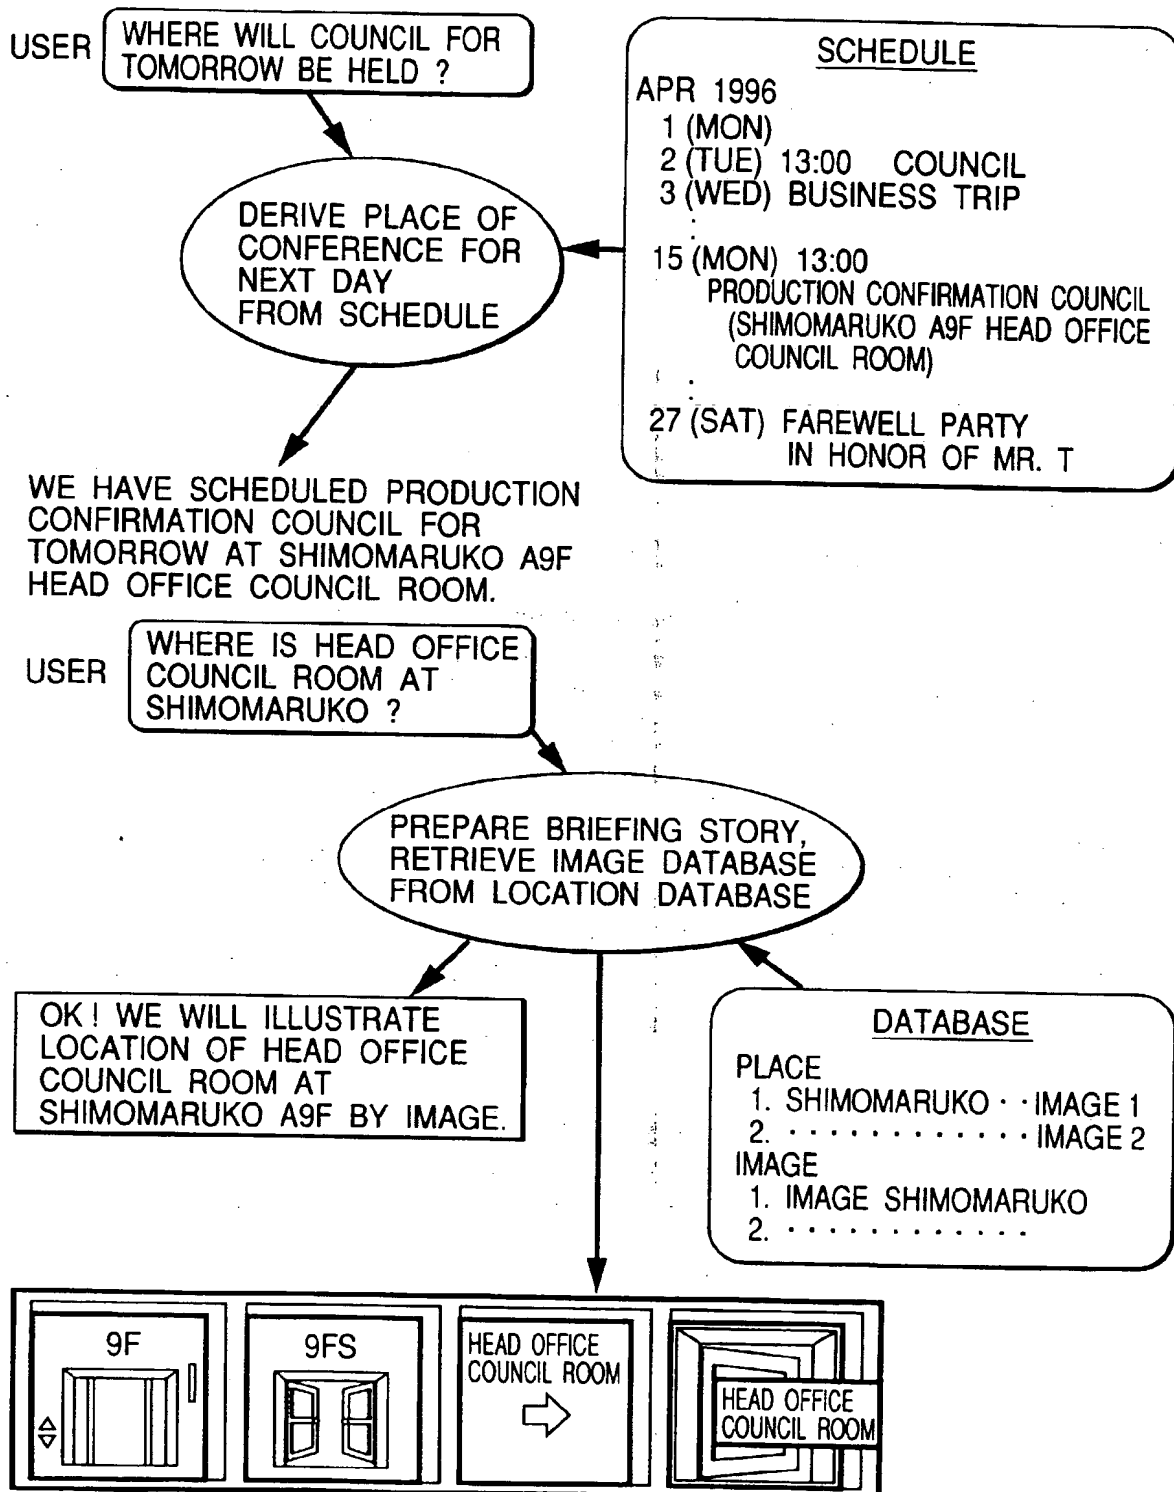 USER
WHERE WILL COUNCIL FOR
TOMORROW BE HELD ?
SCHEDULE
APR 1996
1 (MON)
2 (TUE) 13:00 COUNCIL
3 (WED) BUSINESS TRIP
:
15 (MON) 13:00
PRODUCTION CONFIRMATION COUNCIL
(SHIMOMARUKO A9F HEAD OFFICE
COUNCIL ROOM)
:
27 (SAT) FAREWELL PARTY
IN HONOR OF MR. T
DERIVE PLACE OF
CONFERENCE FOR
NEXT DAY
FROM SCHEDULE
WE HAVE SCHEDULED PRODUCTION
CONFIRMATION COUNCIL FOR
TOMORROW AT SHIMOMARUKO A9F
HEAD OFFICE COUNCIL ROOM.
USER
WHERE IS HEAD OFFICE
COUNCIL ROOM AT
SHIMOMARUKO ?
PREPARE BRIEFING STORY,
RETRIEVE IMAGE DATABASE
FROM LOCATION DATABASE
OK! WE WILL ILLUSTRATE
LOCATION OF HEAD OFFICE
COUNCIL ROOM AT
SHIMOMARUKO A9F BY IMAGE.
DATABASE
PLACE
1. SHIMOMARUKO · · IMAGE 1
2. · · · · · · · · · · · · IMAGE 2
IMAGE
1. IMAGE SHIMOMARUKO
2. · · · · · · · · · · · ·
9F
9FS
HEAD OFFICE
COUNCIL ROOM
HEAD OFFICE
COUNCIL ROOM